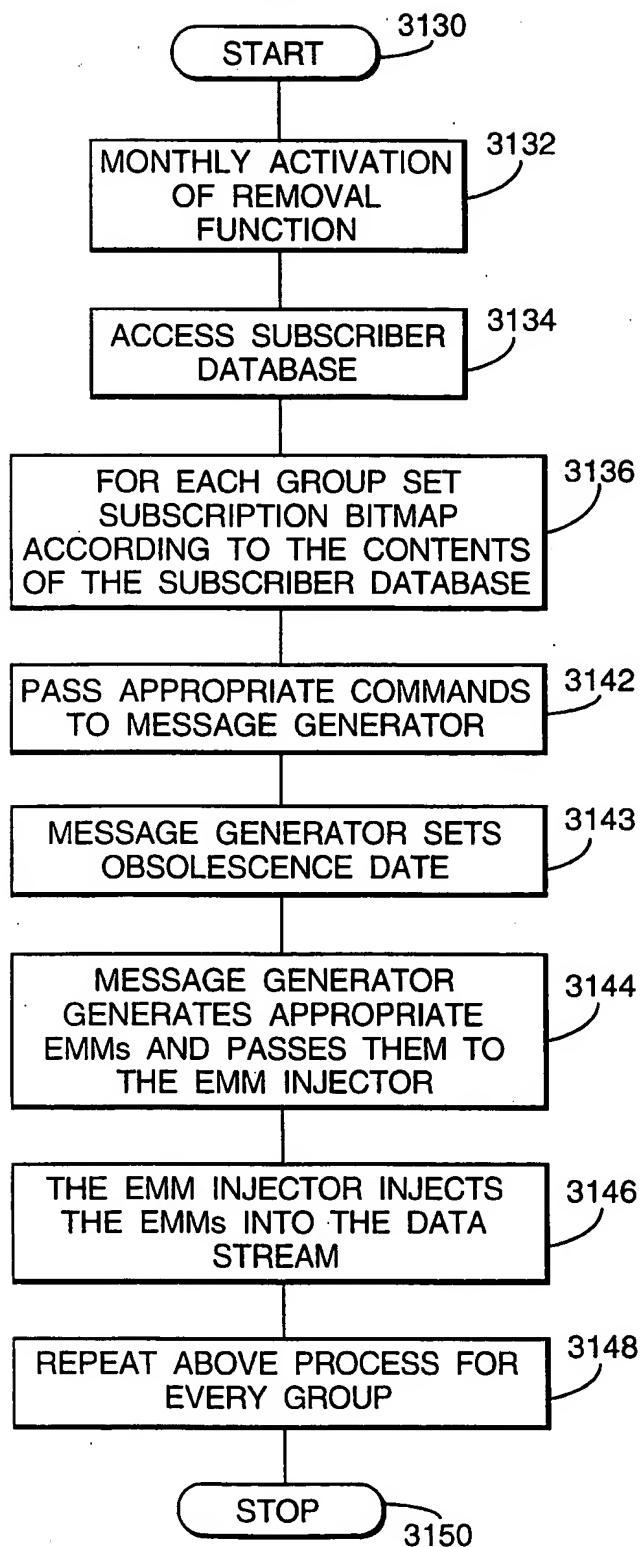 START
3130
MONTHLY ACTIVATION
OF REMOVAL
FUNCTION
3132
ACCESS SUBSCRIBER
DATABASE
3134
FOR EACH GROUP SET
SUBSCRIPTION BITMAP
ACCORDING TO THE CONTENTS
OF THE SUBSCRIBER DATABASE
3136
PASS APPROPRIATE COMMANDS
TO MESSAGE GENERATOR
3142
MESSAGE GENERATOR SETS
OBSOLESCENCE DATE
3143
MESSAGE GENERATOR
GENERATES APPROPRIATE
EMMs AND PASSES THEM TO
THE EMM INJECTOR
3144
THE EMM INJECTOR INJECTS
THE EMMs INTO THE DATA
STREAM
3146
REPEAT ABOVE PROCESS FOR
EVERY GROUP
3148
STOP
3150